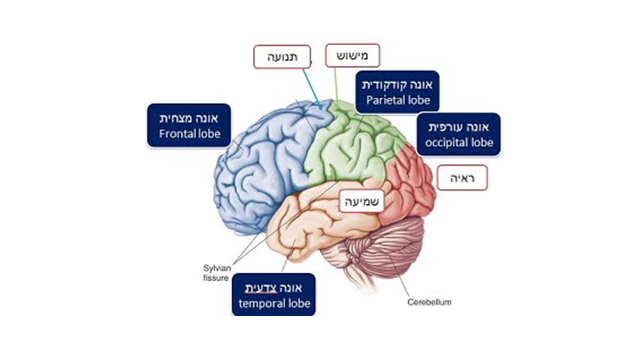 תנועה
מישוש
אונה קודקודית
Parietal lobe
אונה מצחית
Frontal lobe
אונה עורפית
occipital lobe
ראיה
שמיעה
Sylvian
fissure
אונה צדעית
temporal lobe
Cerebellum